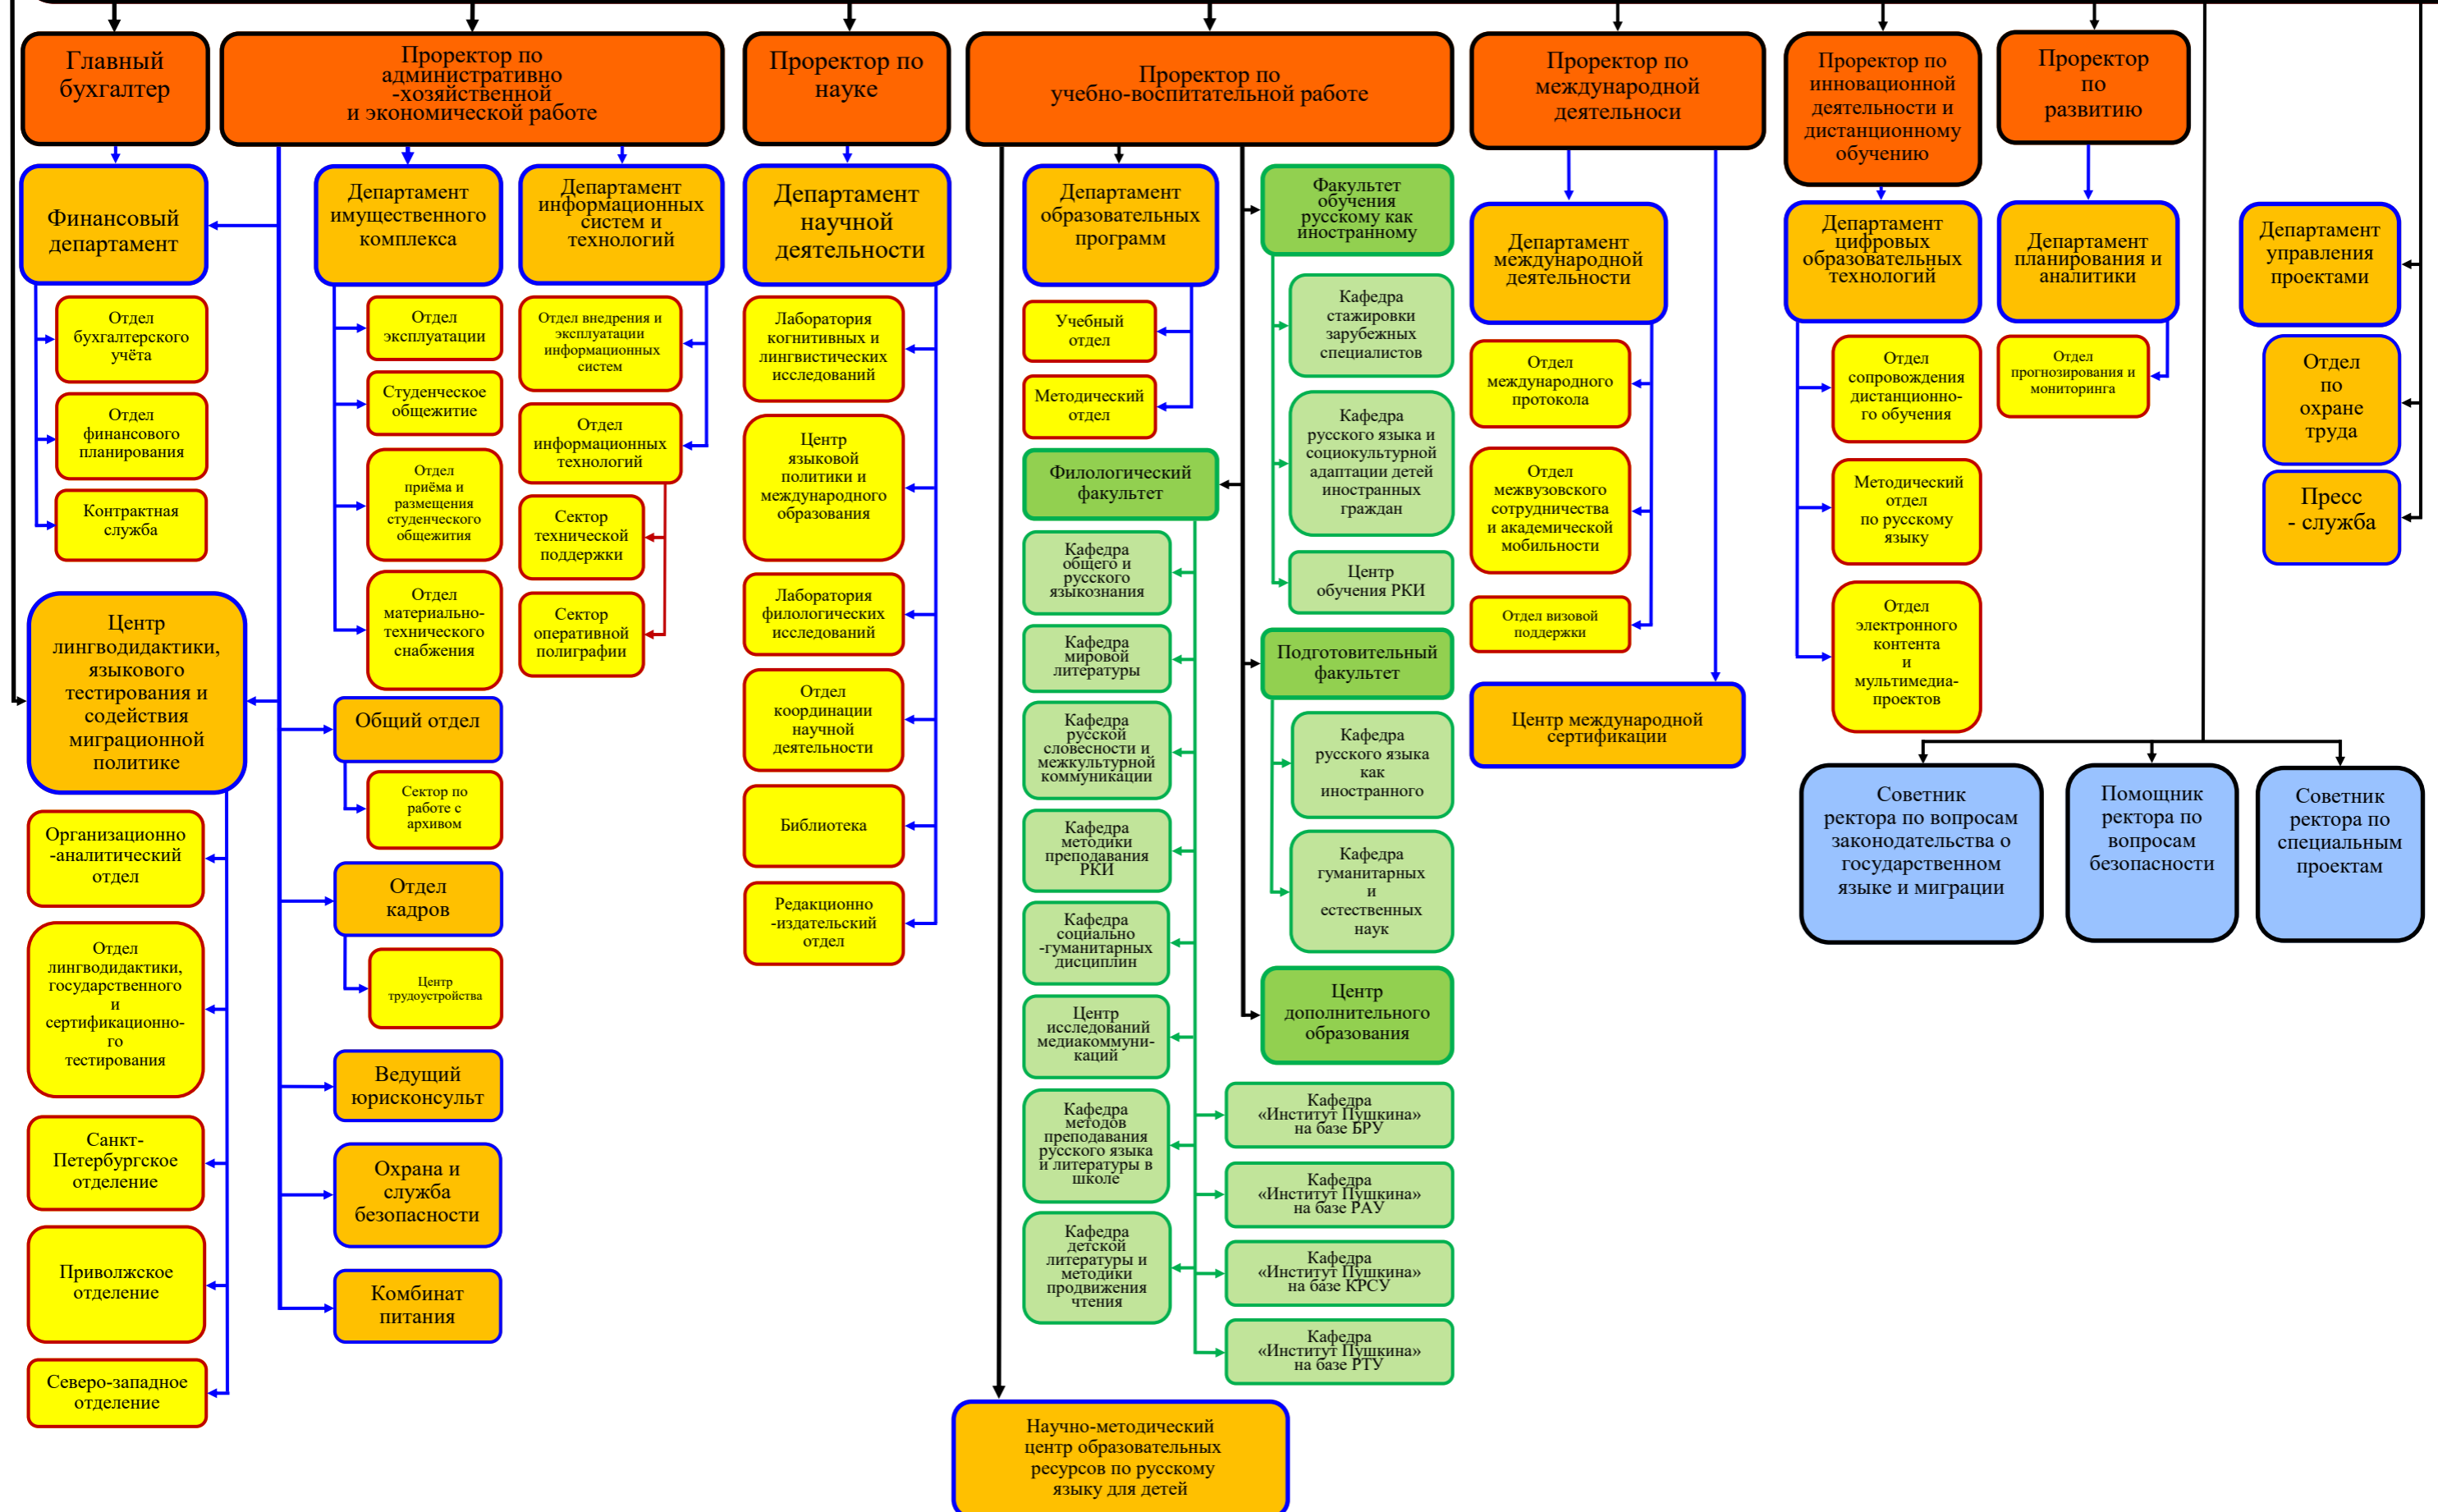 Главный
бухгалтер
Проректор по
административно
-хозяйственной
и экономической работе
Проректор по
науке
Проректор по
учебно-воспитательной работе
Проректор по
международной
деятельноси
Проректор по
инновационной
деятельности и
дистанционному
обучению
Проректор
по
развитию
Финансовый
департамент
Отдел
бухгалтерского
учёта
Отдел
финансового
планирования
Контрактная
служба
Центр
лингводидактики,
языкового
тестирования и
содействия
миграционной
политике
Организационно
-аналитический
отдел
Отдел
лингводидактики,
государственного
и
сертификационно-
го
тестирования
Санкт-
Петербургское
отделение
Приволжское
отделение
Северо-западное
отделение
Департамент
имущественного
комплекса
Отдел
эксплуатации
Студенческое
общежитие
Отдел
приёма и
размещения
студенческого
общежития
Отдел
материально-
технического
снабжения
Общий отдел
Сектор по
работе с
архивом
Отдел
кадров
Центр
трудоустройства
Ведущий
юрисконсульт
Охрана и
служба
безопасности
Комбинат
питания
Департамент
информационных
систем и
технологий
Отдел внедрения и
эксплуатации
информационных
систем
Отдел
информационных
технологий
Сектор
технической
поддержки
Сектор
оперативной
полиграфии
Департамент
научной
деятельности
Лаборатория
когнитивных и
лингвистических
исследований
Центр
языковой
политики и
международного
образования
Лаборатория
филологических
исследований
Отдел
координации
научной
деятельности
Библиотека
Редакционно
-издательский
отдел
Департамент
образовательных
программ
Учебный
отдел
Методический
отдел
Филологический
факультет
Кафедра
общего и
русского
языкознания
Кафедра
мировой
литературы
Кафедра
русской
словесности и
межкультурной
коммуникации
Кафедра
методики
преподавания
РКИ
Кафедра
социально
-гуманитарных
дисциплин
Центр
исследований
медиакоммуни-
каций
Кафедра
методов
преподавания
русского языка
и литературы в
школе
Кафедра
детской
литературы и
методики
продвижения
чтения
Факультет
обучения
русскому как
иностранному
Кафедра
стажировки
зарубежных
специалистов
Кафедра
русского языка и
социокультурной
адаптации детей
иностранных
граждан
Центр
обучения РКИ
Подготовительный
факультет
Кафедра
русского языка
как
иностранного
Кафедра
гуманитарных
и
естественных
наук
Центр
дополнительного
образования
Кафедра
«Институт Пушкина»
на базе БРУ
Кафедра
«Институт Пушкина»
на базе РАУ
Кафедра
«Институт Пушкина»
на базе КРСУ
Кафедра
«Институт Пушкина»
на базе РТУ
Научно-методический
центр образовательных
ресурсов по русскому
языку для детей
Департамент
международной
деятельности
Отдел
международного
протокола
Отдел
межвузовского
сотрудничества
и академической
мобильности
Отдел визовой
поддержки
Центр международной
сертификации
Департамент
цифровых
образовательных
технологий
Отдел
сопровождения
дистанционно-
го обучения
Методический
отдел
по русскому
языку
Отдел
электронного
контента
и
мультимедиа-
проектов
Департамент
планирования и
аналитики
Отдел
прогнозирования и
мониторинга
Департамент
управления
проектами
Отдел
по
охране
труда
Пресс
- служба
Советник
ректора по вопросам
законодательства о
государственном
языке и миграции
Помощник
ректора по
вопросам
безопасности
Советник
ректора по
специальным
проектам